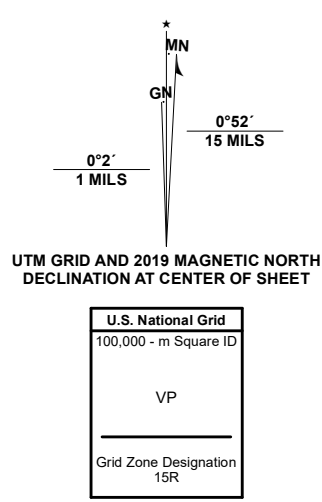 ★
MN
GN
0°52´
15 MILS
0°2´
1 MILS
UTM GRID AND 2019 MAGNETIC NORTH
DECLINATION AT CENTER OF SHEET
U.S. National Grid
100,000 - m Square ID
VP
Grid Zone Designation
15R